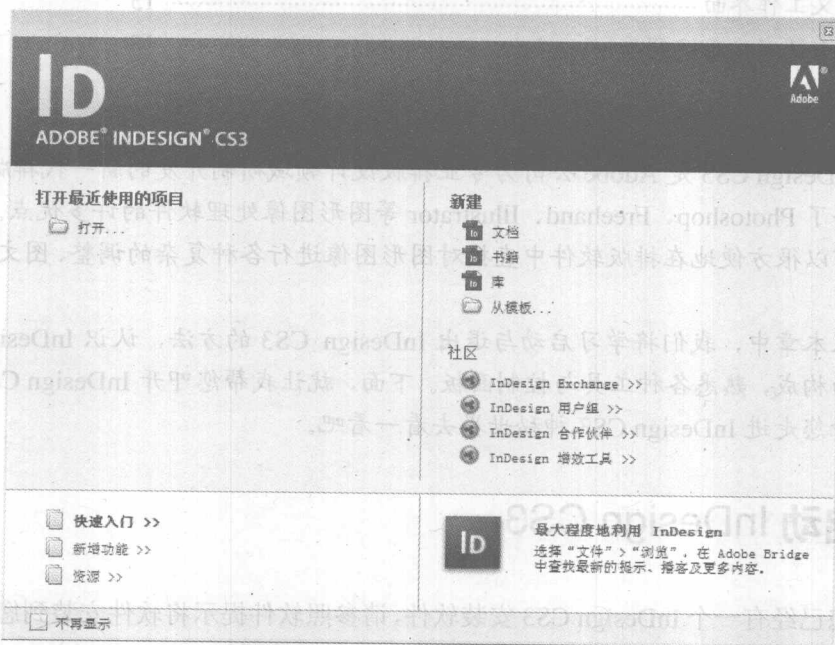 ID
ADOBE® INDESIGN® CS3
Adobe
打开最近使用的项目
打开...
新建
文档
书籍
库
从模板...
社区
InDesign Exchange >>
InDesign 用户组 >>
InDesign 合作伙伴 >>
InDesign 增效工具 >>
快速入门 >>
新增功能 >>
资源 >>
ID
最大程度地利用 InDesign
选择“文件”>“浏览”，在 Adobe Bridge
中查找最新的提示、播客及更多内容。
不再显示